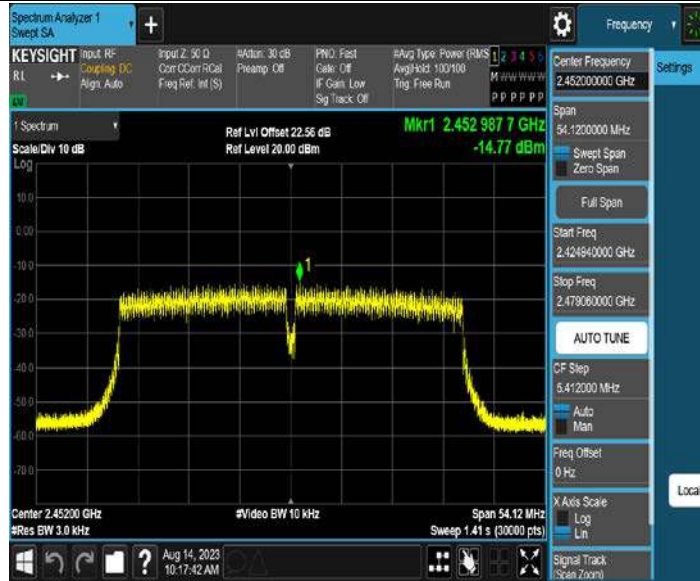 Spectrum Analyzer 1
Swept SA
+
Frequency
KEYSIGHT
RL
Input: RF
Coupling: DC
Align: Auto
Input Z: 50 Ω
Corr CCorr RCal
Freq Ref: Int (S)
#Atten: 30 dB
Preamp: Off
PNO: Fast
Gate: Off
IF Gain: Low
Sig Track: Off
#Avg Type: Power (RMS
Avg|Hold: 100/100
Trig: Free Run
1 2 3 4 5 6
M W W W W W
P P P P P P
1 Spectrum
Scale/Div 10 dB
Ref Lvl Offset 22.56 dB
Ref Level 20.00 dBm
Mkr1 2.452 987 7 GHz
-14.77 dBm
Log
10.0
0.00
-10.0
-20.0
-30.0
-40.0
-50.0
-60.0
-70.0
1
Center 2.45200 GHz
#Res BW 3.0 kHz
#Video BW 10 kHz
Span 54.12 MHz
Sweep 1.41 s (30000 pts)
?
Aug 14, 2023
10:17:42 AM
Center Frequency
2.452000000 GHz
Settings
Span
54.1200000 MHz
Swept Span
Zero Span
Full Span
Start Freq
2.424940000 GHz
Stop Freq
2.479060000 GHz
AUTO TUNE
CF Step
5.412000 MHz
Auto
Man
Freq Offset
0 Hz
X Axis Scale
Log
Lin
Local
Signal Track
(Span Zoom)